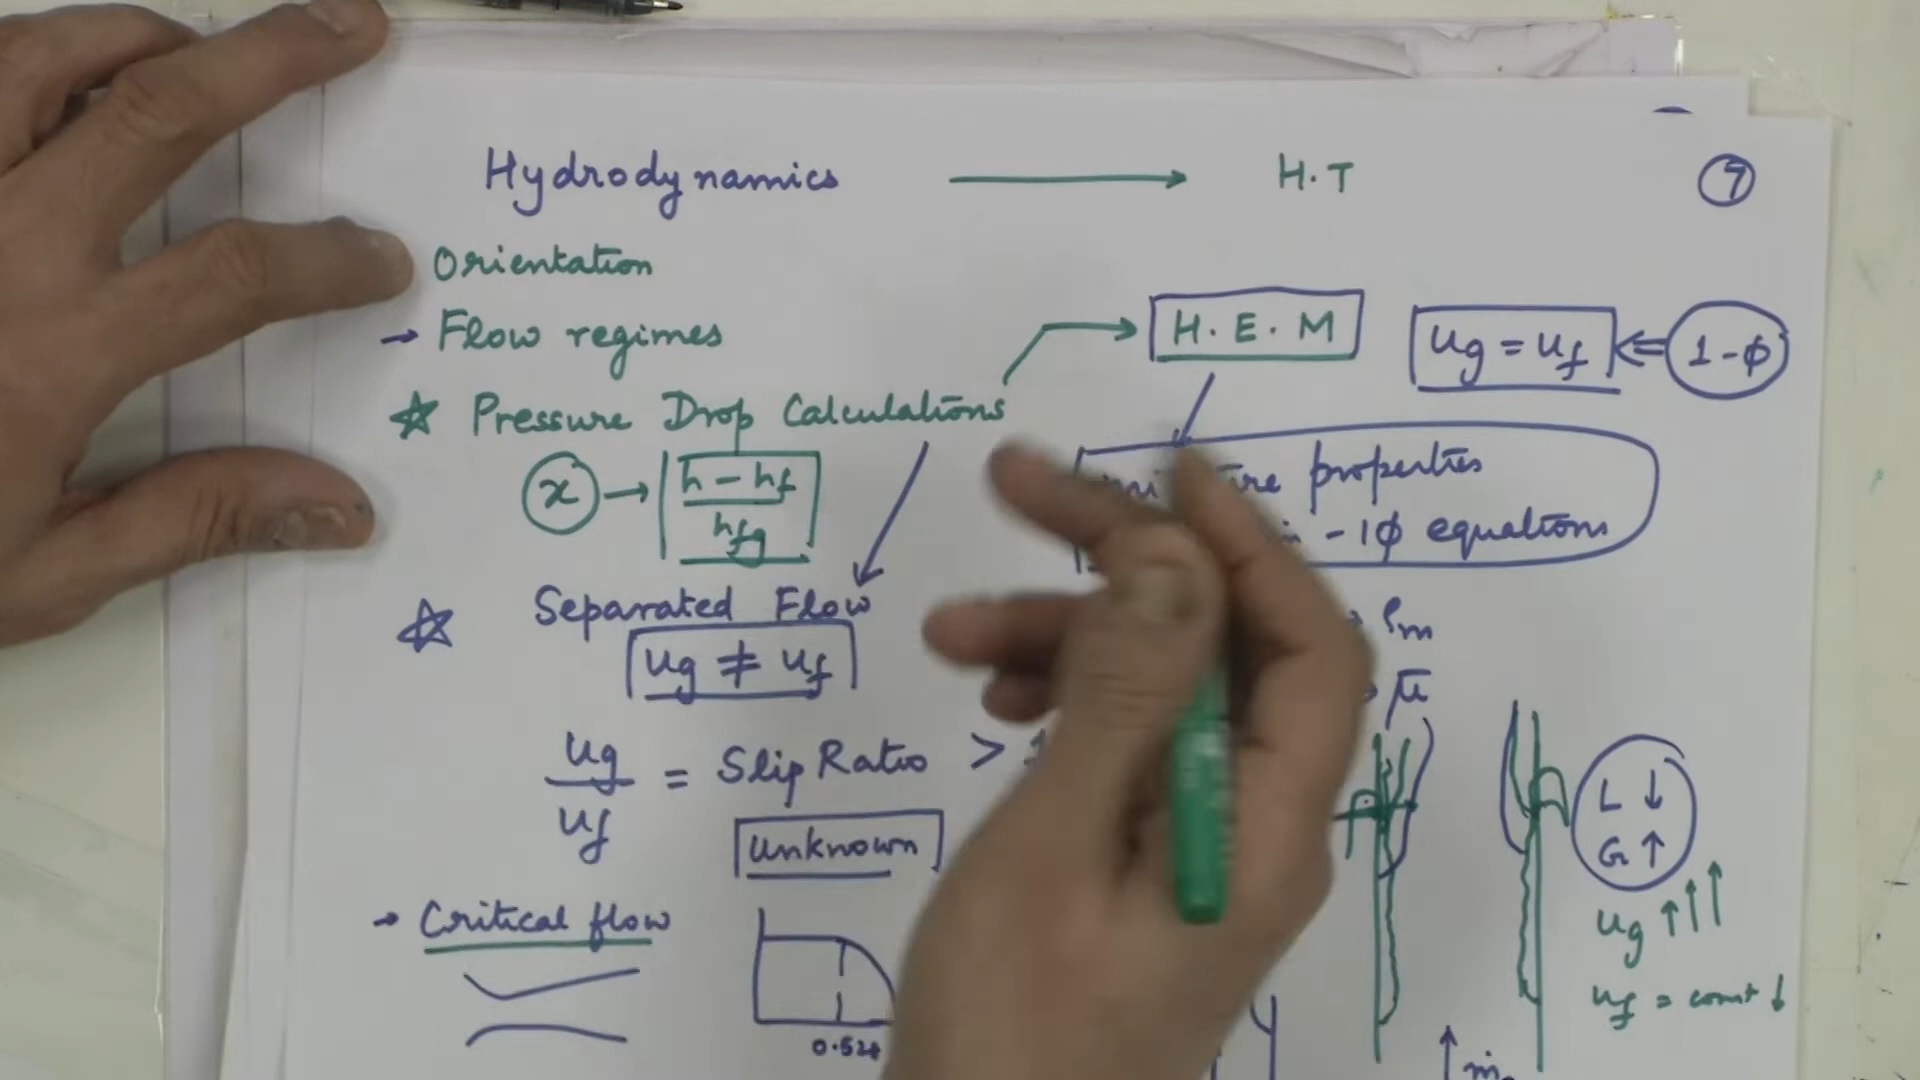 Hydrodynamics → H.T
7
Orientation
→ Flow regimes
H.E.M
ug = uf ⇐ 1-ϕ
☆ Pressure Drop Calculations
x → h - hf
hfg
properties
-1ϕ equations
☆ Separated Flow
ug ≠ uf
ρm
μ̄
ug
uf
= Slip Ratio >
Unknown
L ↓
G ↑
ug ↑↑↑
uf = const ↓
→ Critical flow
0.528